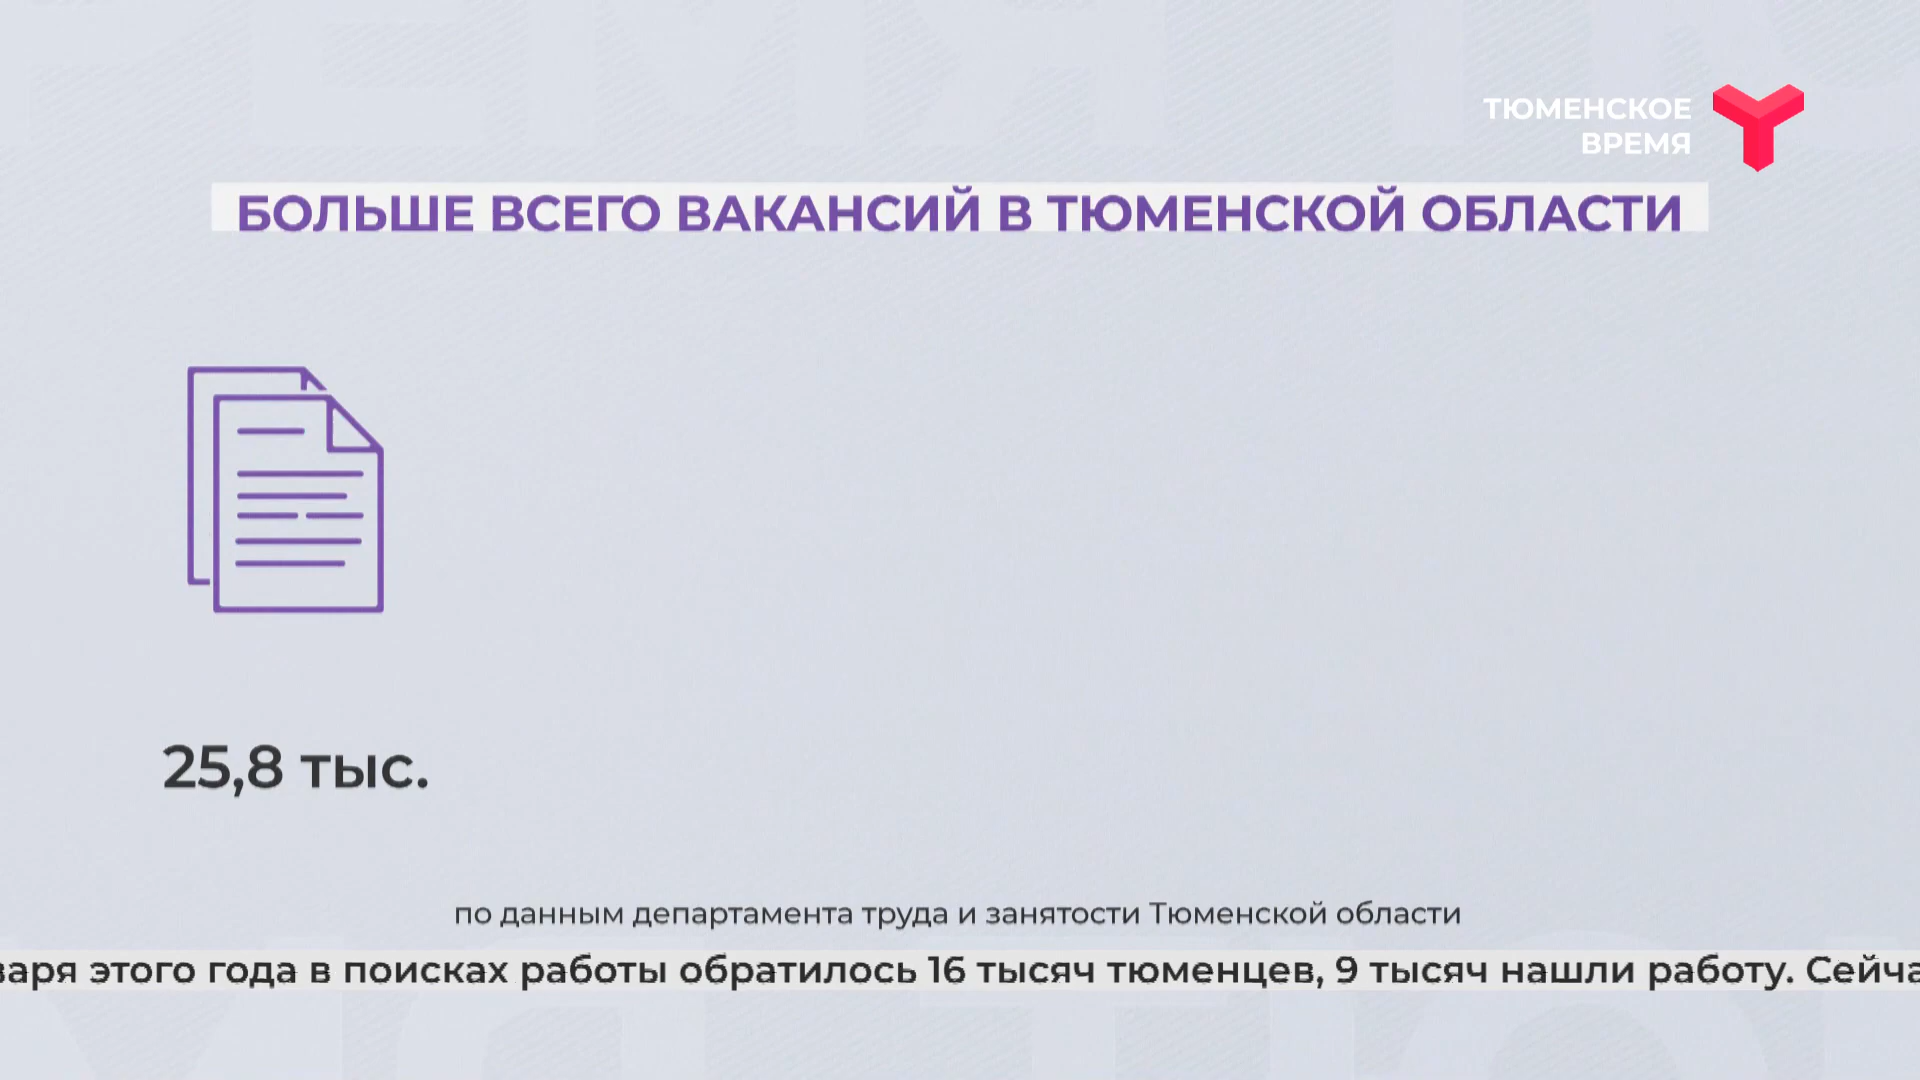 ТЮМЕНСКОЕ
ВРЕМЯ
БОЛЬШЕ ВСЕГО ВАКАНСИЙ В ТЮМЕНСКОЙ ОБЛАСТИ
25,8 тыс.
по данным департамента труда и занятости Тюменской области
варя этого года в поисках работы обратилось 16 тысяч тюменцев, 9 тысяч нашли работу. Сейча